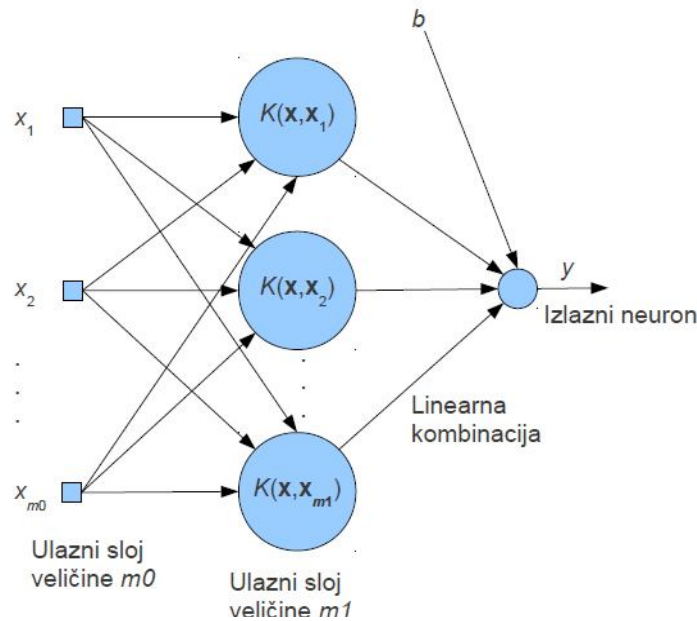 b
x1
K(x,x1)
x2
K(x,x2)
y
Izlazni neuron
.
.
.
. . .
Linearna
kombinacija
xm0
K(x,xm1)
Ulazni sloj
veličine m0
Ulazni sloj
veličine m1